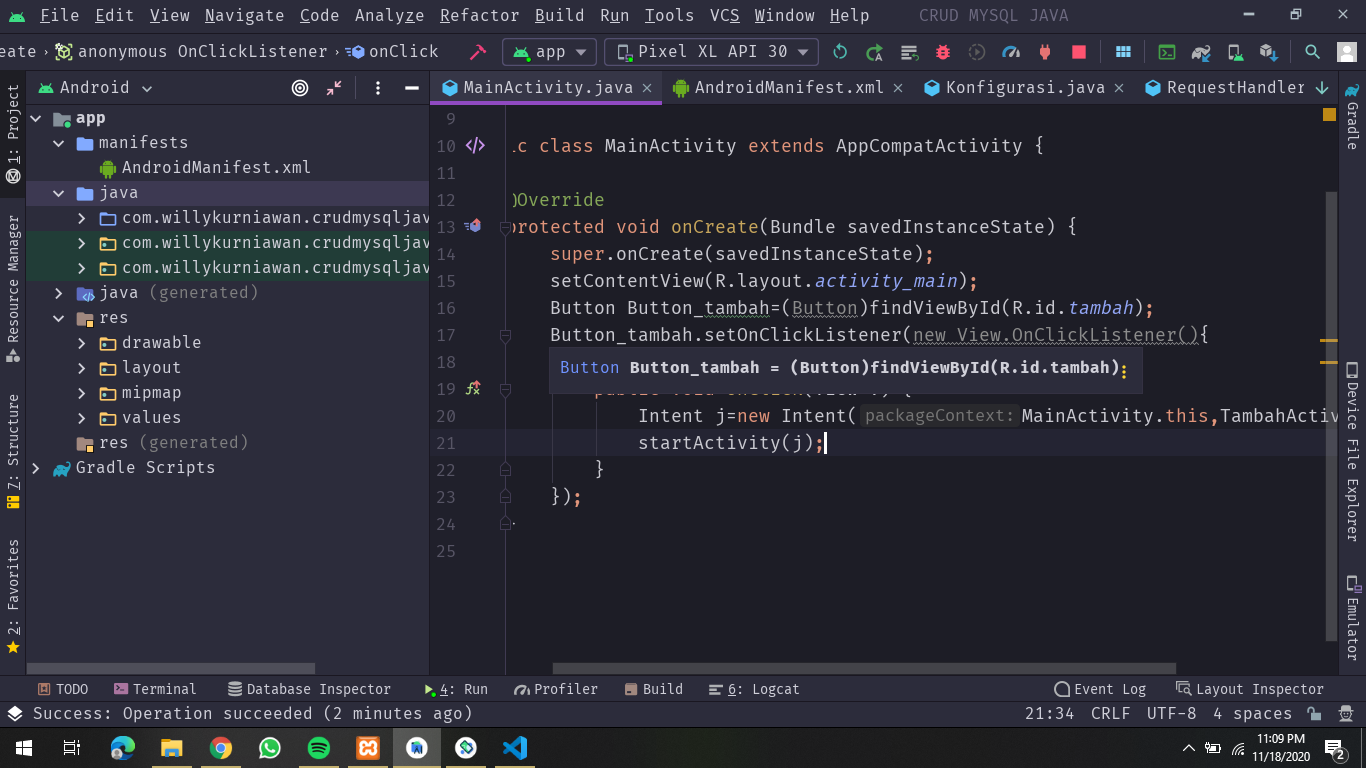 File Edit View Navigate Code Analyze Refactor Build Run Tools VCS Window Help CRUD MYSQL JAVA
eate anonymous OnClickListener onClick app Pixel XL API 30
1: Project
Resource Manager
7: Structure
2: Favorites
Android
app
manifests
AndroidManifest.xml
java
com.willykurniawan.crudmysqljav
com.willykurniawan.crudmysqljav
com.willykurniawan.crudmysqljav
java (generated)
res
drawable
layout
mipmap
values
res (generated)
Gradle Scripts
MainActivity.java AndroidManifest.xml Konfigurasi.java RequestHandler
9
10 ic class MainActivity extends AppCompatActivity {
11
12 @Override
13 protected void onCreate(Bundle savedInstanceState) {
14 super.onCreate(savedInstanceState);
15 setContentView(R.layout.activity_main);
16 Button Button_tambah=(Button)findViewById(R.id.tambah);
17 Button_tambah.setOnClickListener(new View.OnClickListener(){
18
Button Button_tambah = (Button)findViewById(R.id.tambah);
19 public void onClick(View v) {
20 Intent j=new Intent( packageContext: MainActivity.this,TambahActiv
21 startActivity(j);
22 }
23 });
24
25
Gradle
Device File Explorer
Emulator
TODO Terminal Database Inspector 4: Run Profiler Build 6: Logcat Event Log Layout Inspector
Success: Operation succeeded (2 minutes ago) 21:34 CRLF UTF-8 4 spaces
11:09 PM
11/18/2020
2